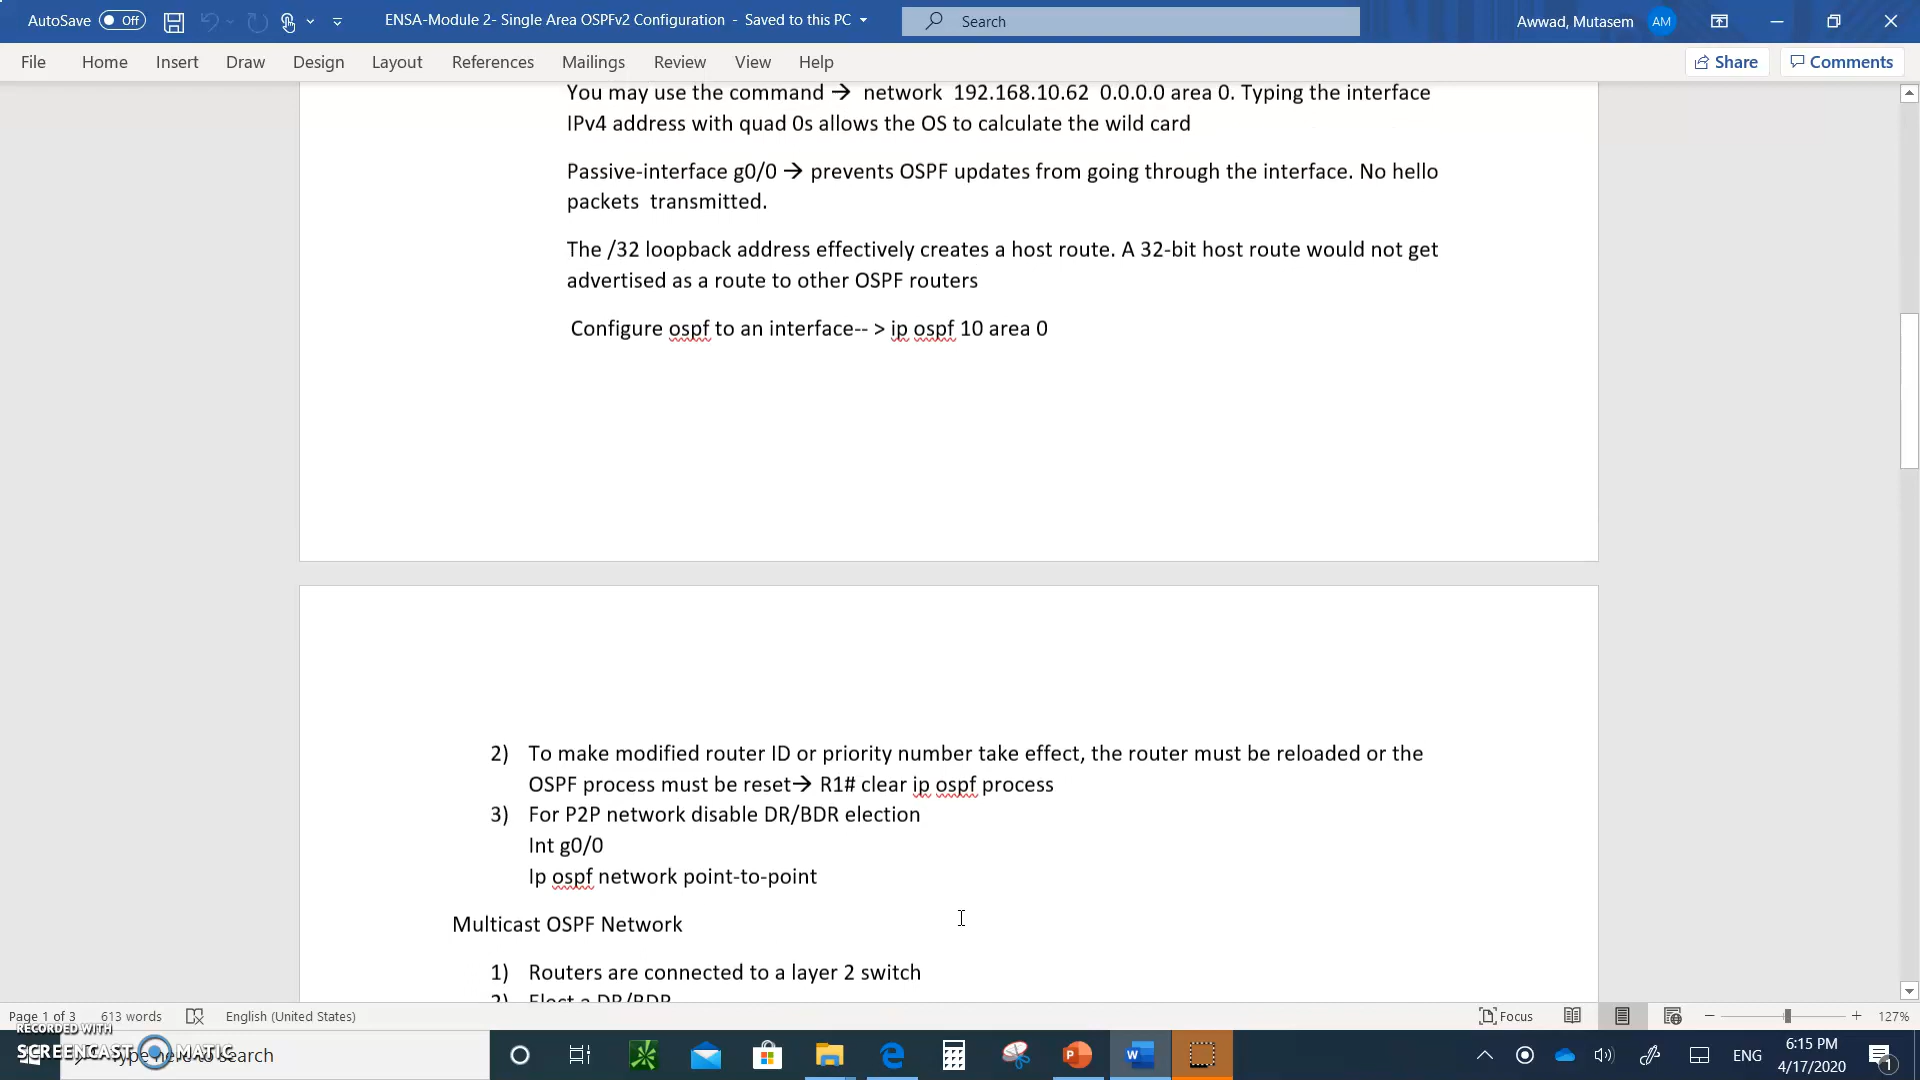 AutoSave Off
ENSA-Module 2- Single Area OSPFv2 Configuration - Saved to this PC
Search
Awwad, Mutasem AM
File Home Insert Draw Design Layout References Mailings Review View Help Share Comments
You may use the command → network 192.168.10.62 0.0.0.0 area 0. Typing the interface
IPv4 address with quad 0s allows the OS to calculate the wild card
Passive-interface g0/0 → prevents OSPF updates from going through the interface. No hello
packets transmitted.
The /32 loopback address effectively creates a host route. A 32-bit host route would not get
advertised as a route to other OSPF routers
Configure ospf to an interface-- > ip ospf 10 area 0
2) To make modified router ID or priority number take effect, the router must be reloaded or the
OSPF process must be reset→ R1# clear ip ospf process
3) For P2P network disable DR/BDR election
Int g0/0
Ip ospf network point-to-point
Multicast OSPF Network
1) Routers are connected to a layer 2 switch
2) Elect a DR/BDR
Page 1 of 3 613 words English (United States) Focus 127%
RECORDED WITH
SCREENCAST MATIC
Type here to search
ENG
6:15 PM
4/17/2020
1